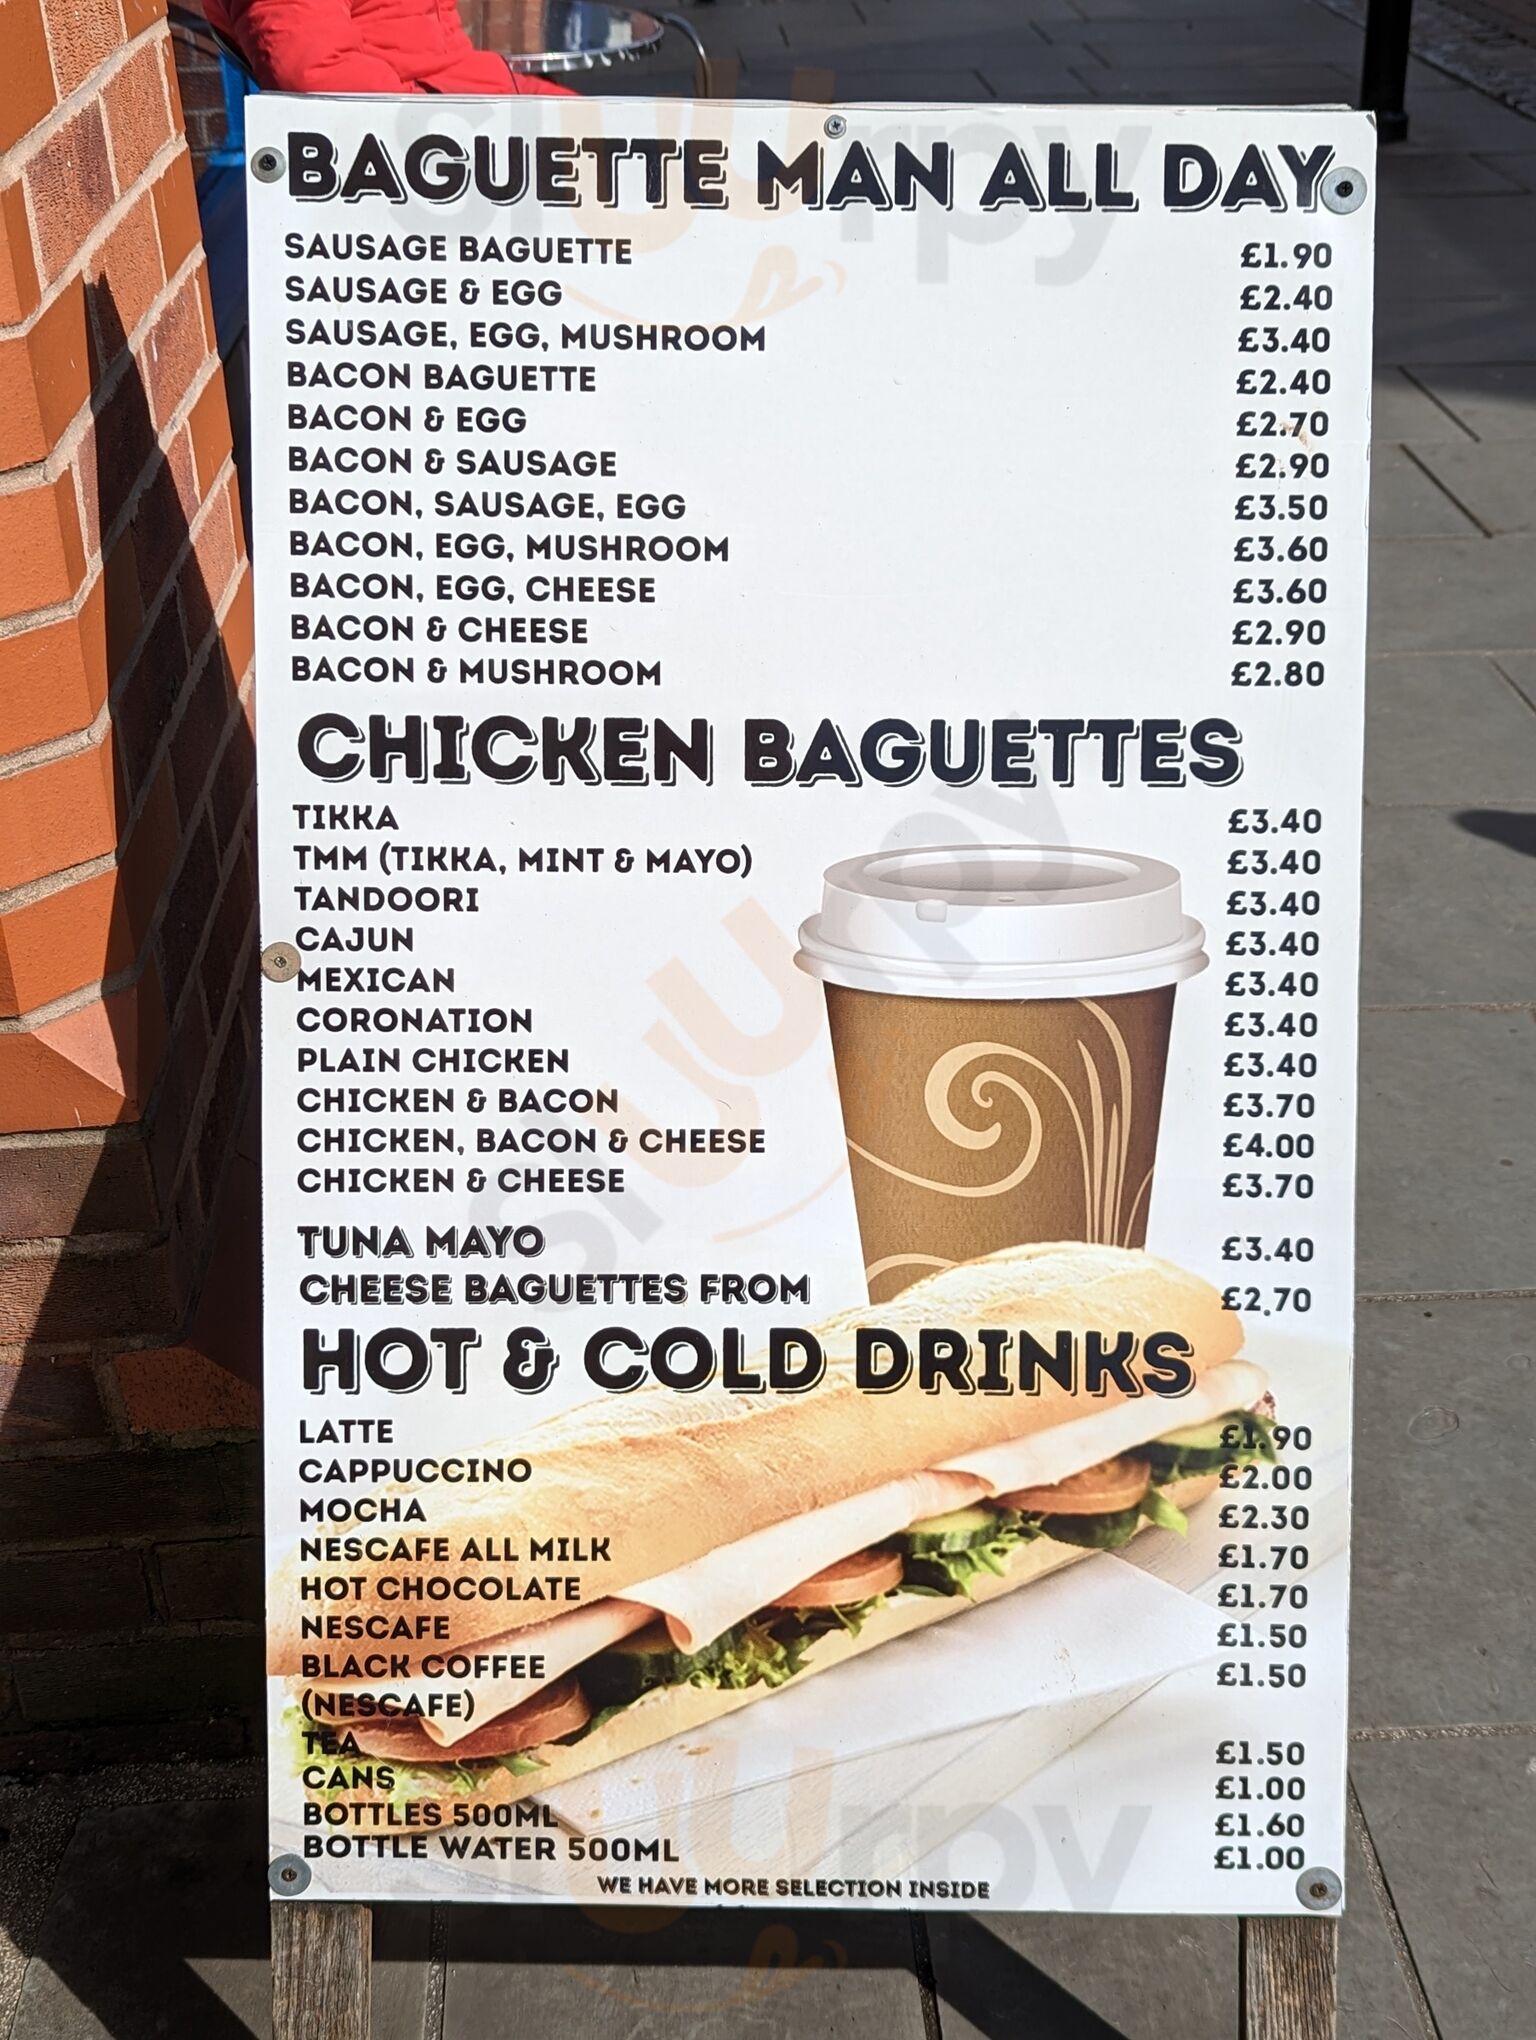 BAGUETTE MAN ALL DAY
SAUSAGE BAGUETTE £1.90
SAUSAGE & EGG £2.40
SAUSAGE, EGG, MUSHROOM £3.40
BACON BAGUETTE £2.40
BACON & EGG £2.70
BACON & SAUSAGE £2.90
BACON, SAUSAGE, EGG £3.50
BACON, EGG, MUSHROOM £3.60
BACON, EGG, CHEESE £3.60
BACON & CHEESE £2.90
BACON & MUSHROOM £2.80
CHICKEN BAGUETTES
TIKKA £3.40
TMM (TIKKA, MINT & MAYO) £3.40
TANDOORI £3.40
CAJUN £3.40
MEXICAN £3.40
CORONATION £3.40
PLAIN CHICKEN £3.40
CHICKEN & BACON £3.70
CHICKEN, BACON & CHEESE £4.00
CHICKEN & CHEESE £3.70
TUNA MAYO £3.40
CHEESE BAGUETTES FROM £2.70
HOT & COLD DRINKS
LATTE £1.90
CAPPUCCINO £2.00
MOCHA £2.30
NESCAFE ALL MILK £1.70
HOT CHOCOLATE £1.70
NESCAFE £1.50
BLACK COFFEE £1.50
(NESCAFE)
TEA £1.50
CANS £1.00
BOTTLES 500ML £1.60
BOTTLE WATER 500ML £1.00
WE HAVE MORE SELECTION INSIDE
sluurpy
sluurpy
sluurpy